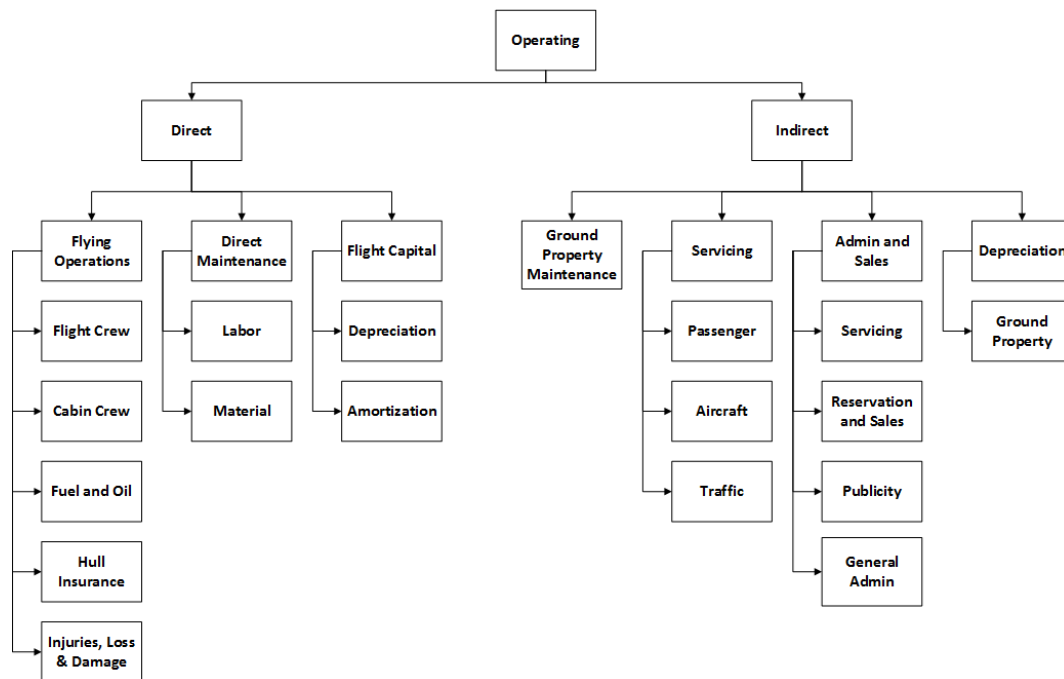 Operating
Direct
Indirect
Flying
Operations
Direct
Maintenance
Flight Capital
Ground
Property
Maintenance
Servicing
Admin and
Sales
Depreciation
Flight Crew
Labor
Depreciation
Passenger
Servicing
Ground
Property
Cabin Crew
Material
Amortization
Aircraft
Reservation
and Sales
Fuel and Oil
Traffic
Publicity
Hull
Insurance
General
Admin
Injuries, Loss
& Damage